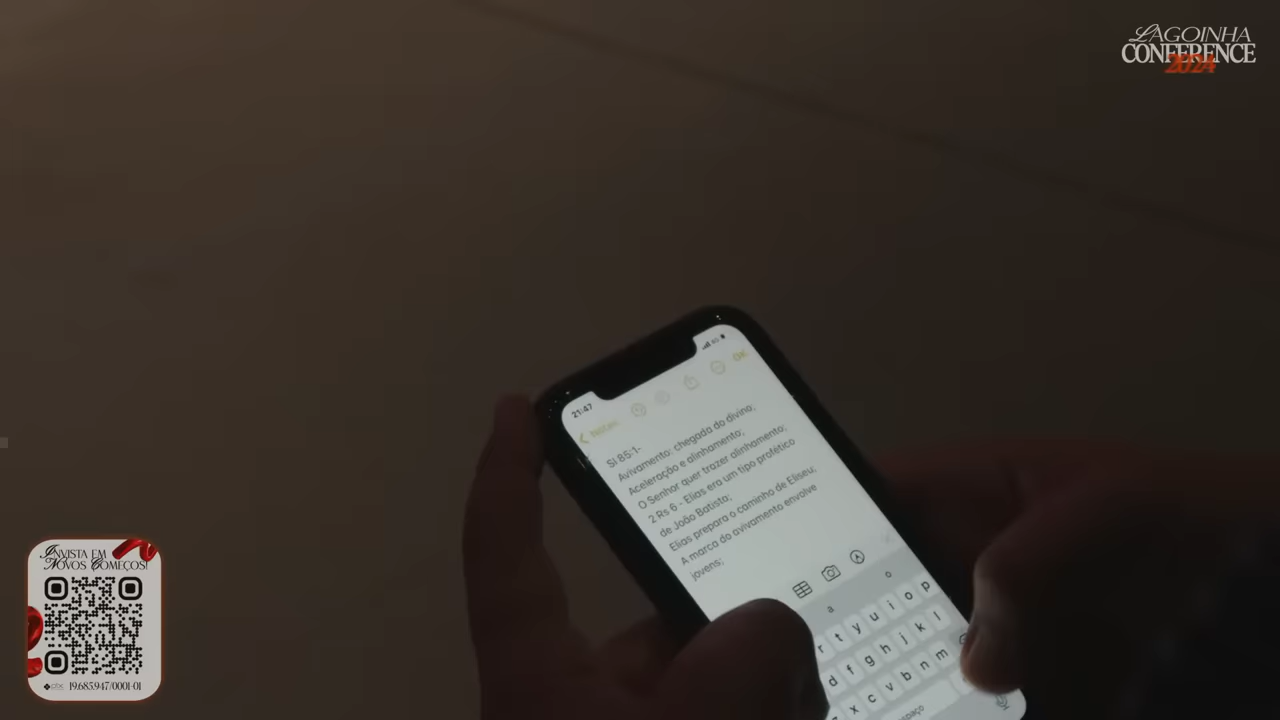 LAGOINHA
CONFERENCE
2024
21:47
Notas
OK
Sl 85:1-
Avivamento: chegada do divino;
Aceleração e alinhamento;
O Senhor quer trazer alinhamento;
2 Rs 6 - Elias era um tipo profético
de João Batista;
Elias prepara o caminho de Eliseu;
A marca do avivamento envolve
jovens;
a o
r t y u i o p
d f g h j k l
x c v b n m
INVISTA EM
NOVOS COMEÇOS!
19.685.947/0001-01